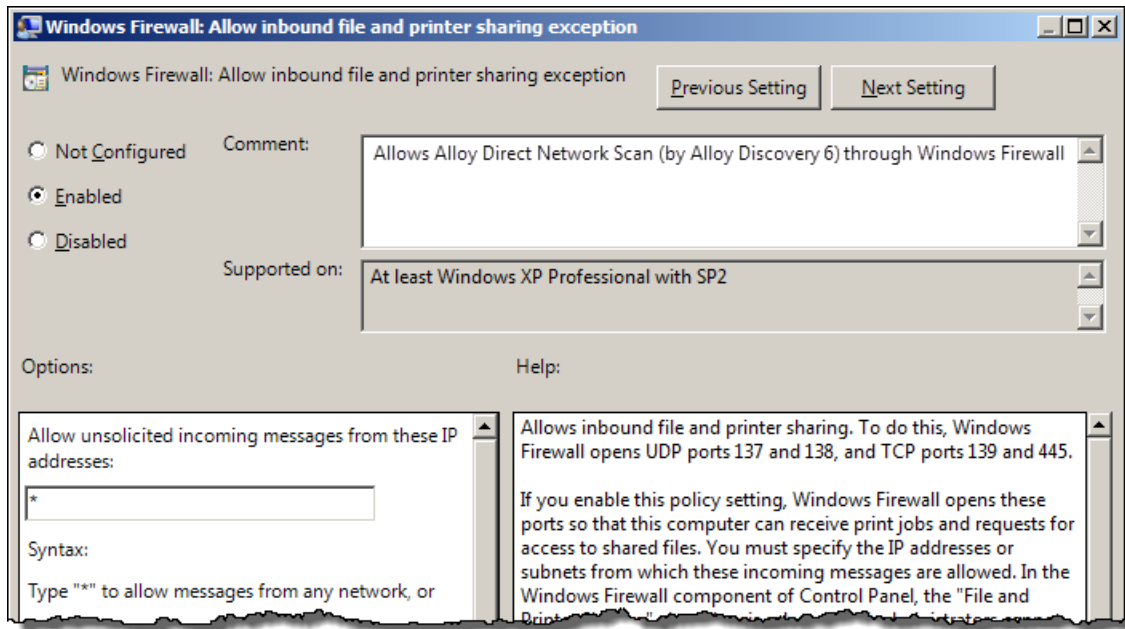 Windows Firewall: Allow inbound file and printer sharing exception
Windows Firewall: Allow inbound file and printer sharing exception
Previous Setting
Next Setting
Not Configured
Comment:
Allows Alloy Direct Network Scan (by Alloy Discovery 6) through Windows Firewall
Enabled
Disabled
Supported on:
At least Windows XP Professional with SP2
Options:
Help:
Allow unsolicited incoming messages from these IP
addresses:
*
Syntax:
Type "*" to allow messages from any network, or
Allows inbound file and printer sharing. To do this, Windows
Firewall opens UDP ports 137 and 138, and TCP ports 139 and 445.
If you enable this policy setting, Windows Firewall opens these
ports so that this computer can receive print jobs and requests for
access to shared files. You must specify the IP addresses or
subnets from which these incoming messages are allowed. In the
Windows Firewall component of Control Panel, the "File and